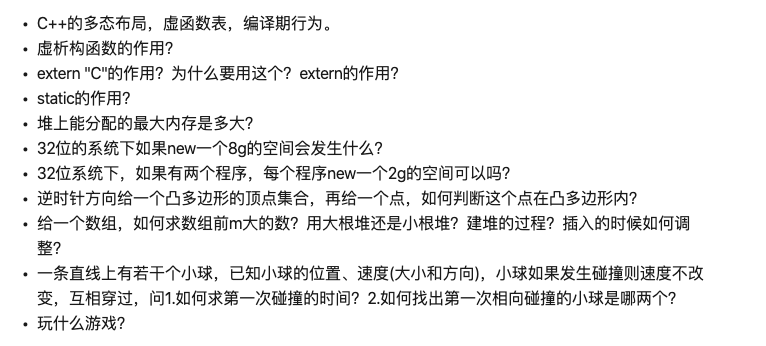 • C++的多态布局，虚函数表，编译期行为。
• 虚析构函数的作用？
• extern "C"的作用？为什么要用这个？extern的作用？
• static的作用？
• 堆上能分配的最大内存是多大？
• 32位的系统下如果new一个8g的空间会发生什么？
• 32位系统下，如果有两个程序，每个程序new一个2g的空间可以吗？
• 逆时针方向给一个凸多边形的顶点集合，再给一个点，如何判断这个点在凸多边形内？
• 给一个数组，如何求数组前m大的数？用大根堆还是小根堆？建堆的过程？插入的时候如何调
整？
• 一条直线上有若干个小球，已知小球的位置、速度(大小和方向)，小球如果发生碰撞则速度不改
变，互相穿过，问1.如何求第一次碰撞的时间？2.如何找出第一次相向碰撞的小球是哪两个？
• 玩什么游戏？